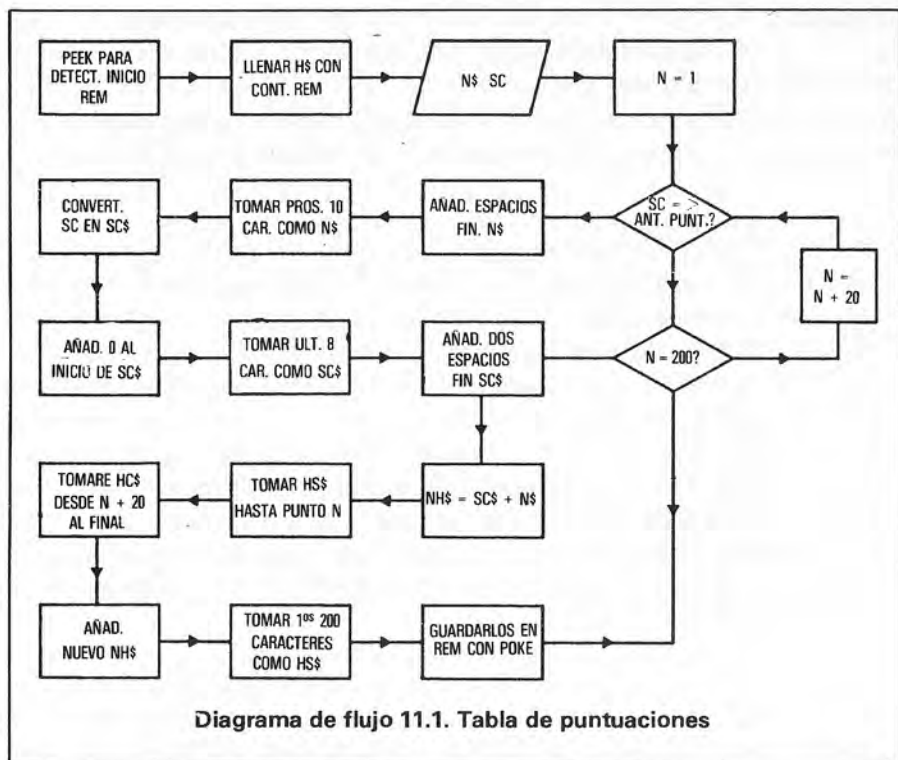 PEEK PARA
DETECT. INICIO
REM
LLENAR H$ CON
CONT. REM
N$ SC
N = 1
CONVERT.
SC EN SC$
TOMAR PROS. 10
CAR. COMO N$
AÑAD. ESPACIOS
FIN. N$
SC = >
ANT. PUNT.?
N =
N + 20
AÑAD. 0 AL
INICIO DE SC$
TOMAR ULT. 8
CAR. COMO SC$
AÑAD. DOS
ESPACIOS
FIN SC$
N = 200?
TOMARE HC$
DESDE N + 20
AL FINAL
TOMAR HS$
HASTA PUNTO N
NH$ = SC$ + N$
AÑAD.
NUEVO NH$
TOMAR 1os 200
CARACTERES
COMO HS$
GUARDARLOS EN
REM CON POKE
Diagrama de flujo 11.1. Tabla de puntuaciones